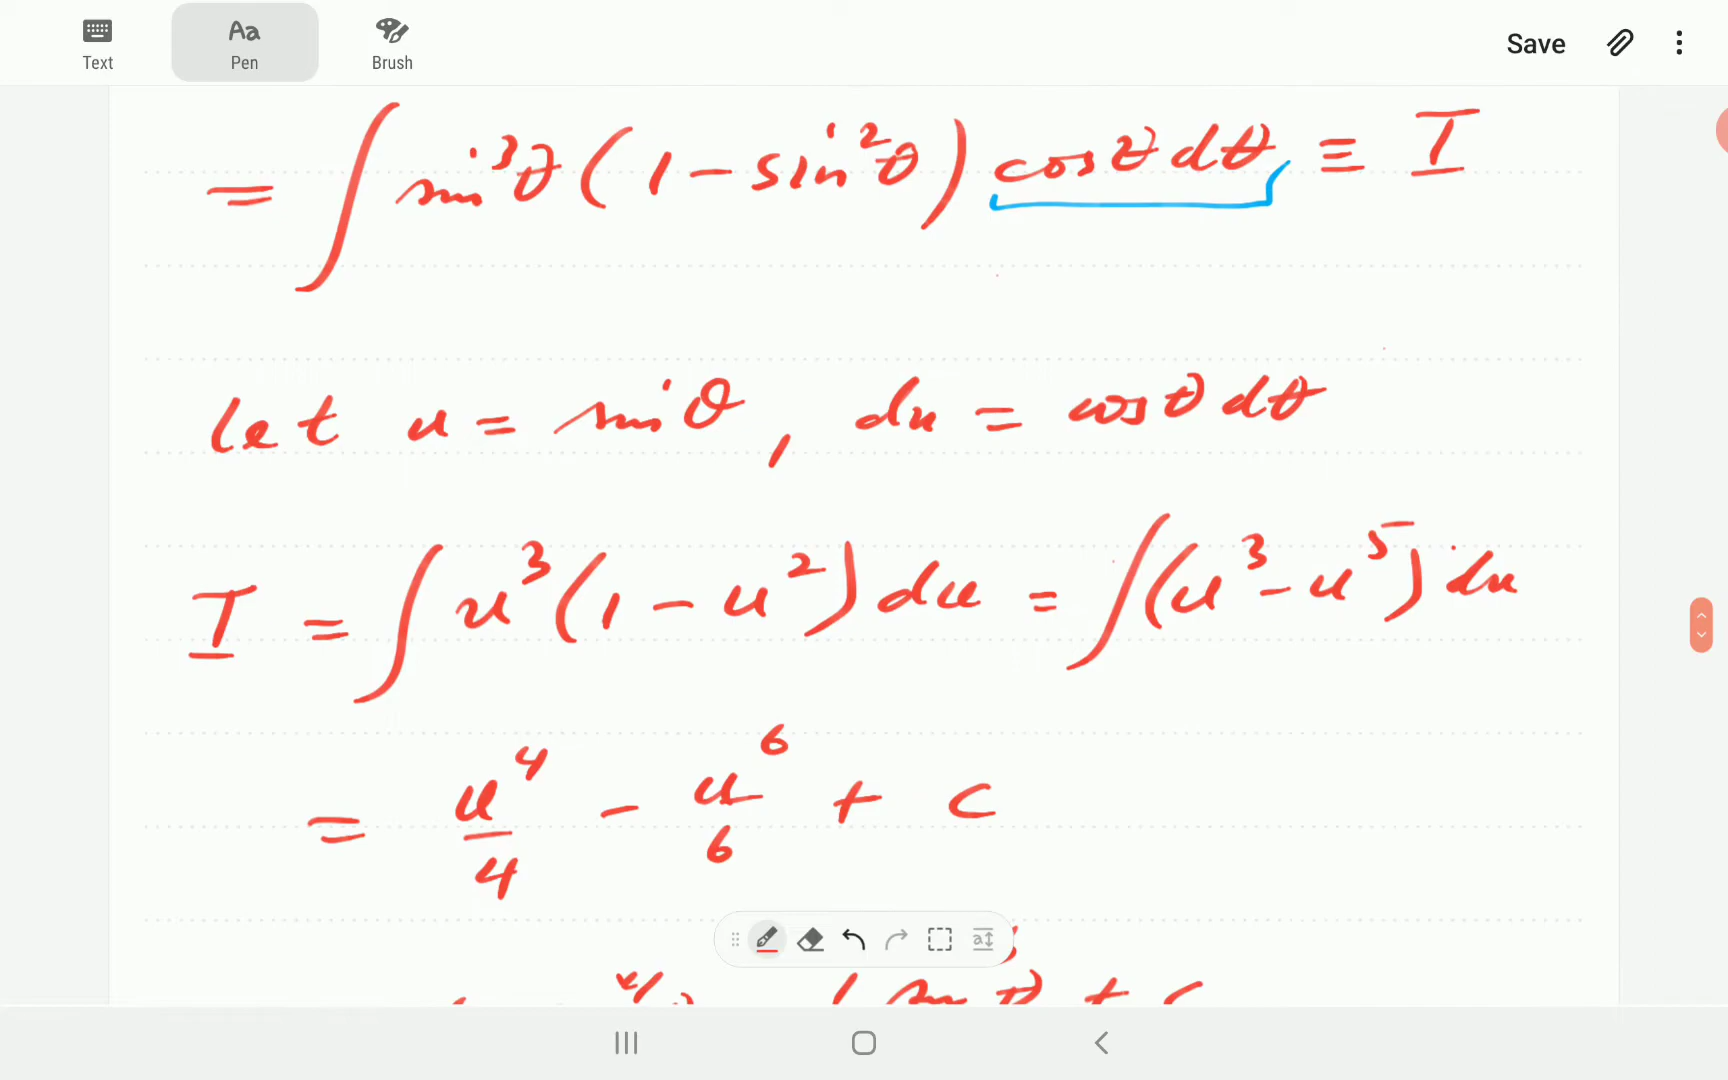 Text Aa Pen Brush Save
= ∫ sin³θ (1 − sin²θ) cosθ dθ ≡ I
let u = sinθ, du = cosθ dθ
I = ∫ u³ (1 − u²) du = ∫ (u³ − u⁵) du
= u⁴/4 − u⁶/6 + c